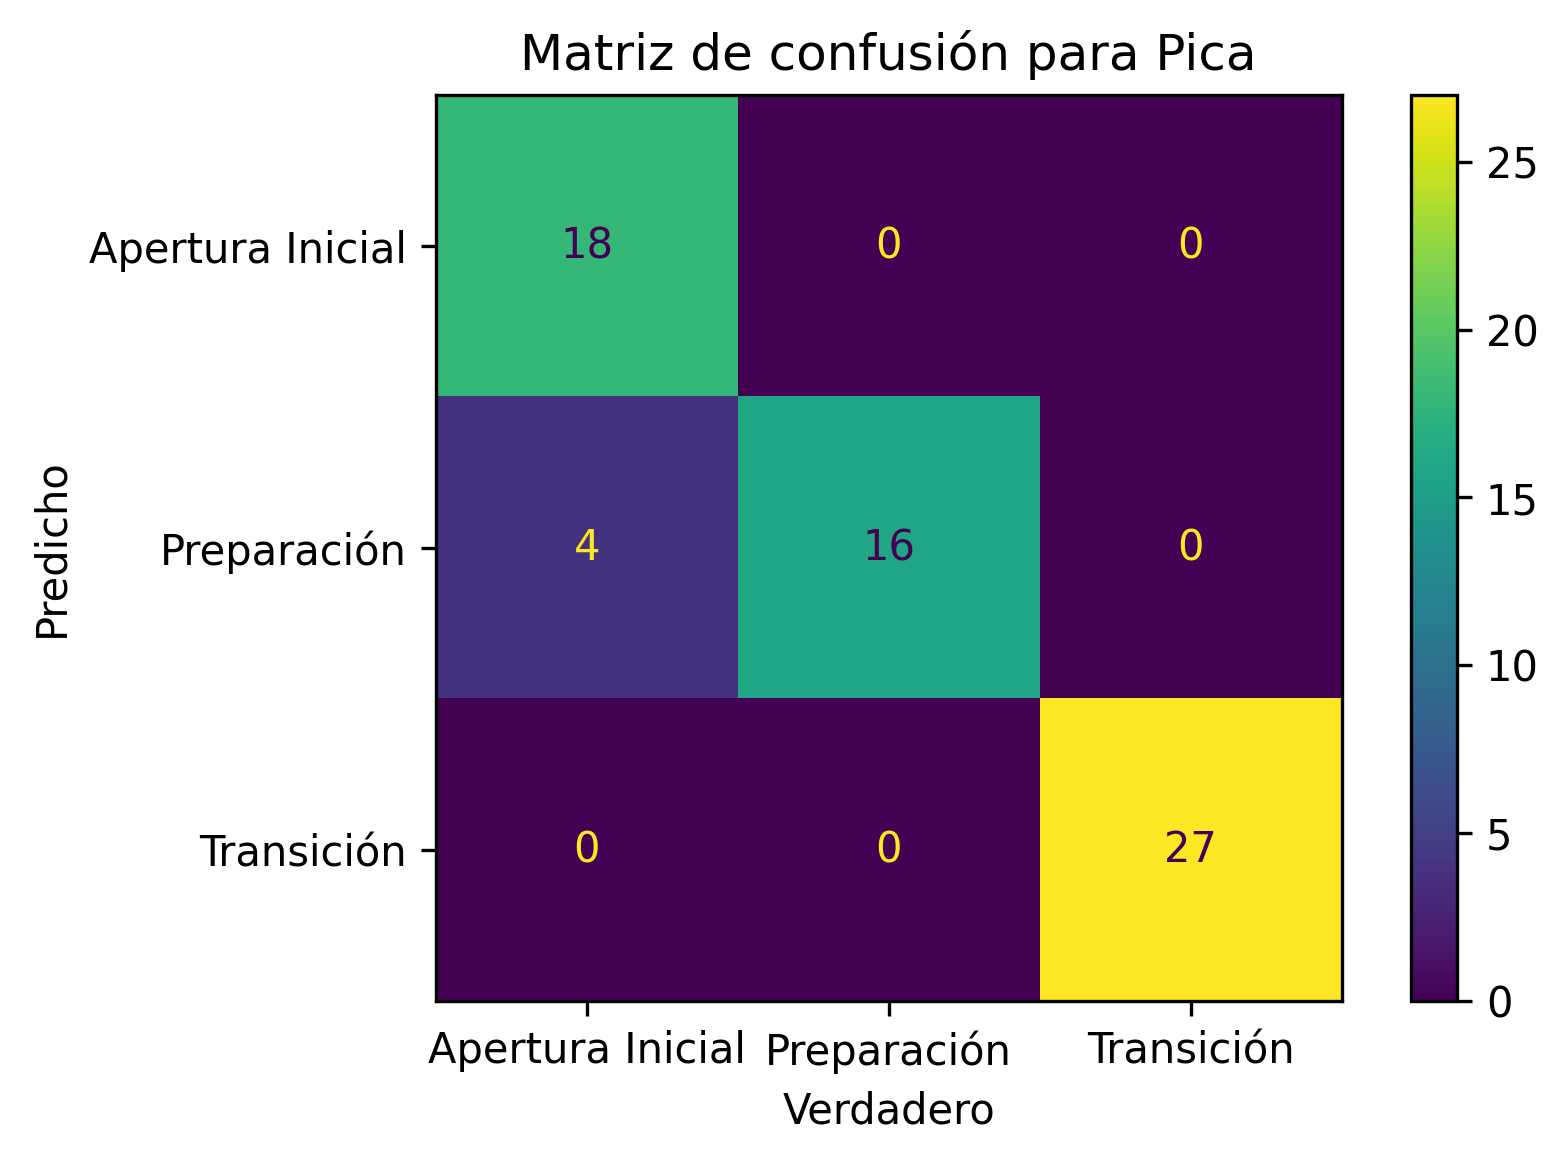 Matriz de confusión para Pica
Apertura Inicial
18
0
0
Preparación
4
16
0
Transición
0
0
27
Predicho
Apertura Inicial
Preparación
Transición
Verdadero
25
20
15
10
5
0